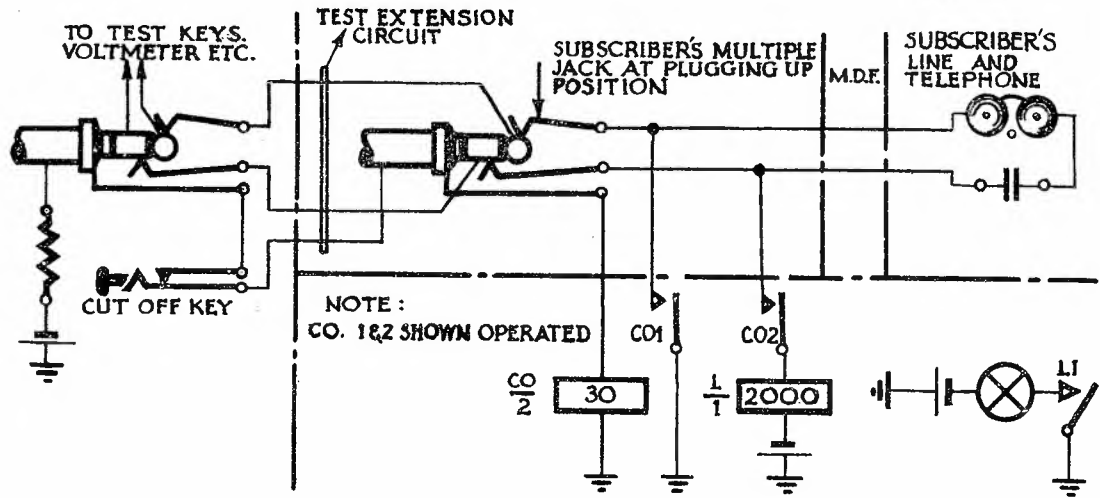 TO TEST KEYS.
VOLTMETER ETC.
TEST EXTENSION
CIRCUIT
SUBSCRIBER'S MULTIPLE
JACK AT PLUGGING UP
POSITION
M.D.F.
SUBSCRIBER'S
LINE AND
TELEPHONE
CUT OFF KEY
NOTE :
CO. 1&2 SHOWN OPERATED
CO1
CO2
CO
2
30
L
1
2000
L1